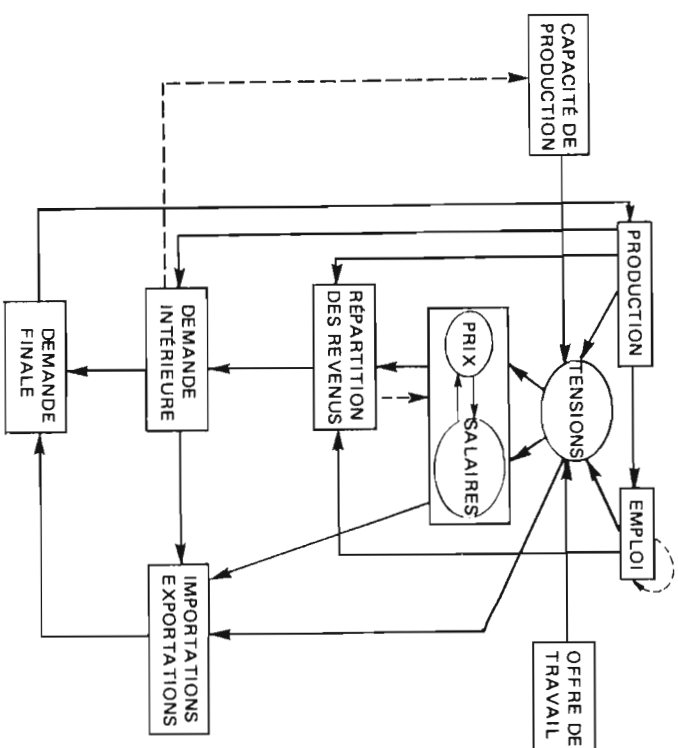 CAPACITÉ DE
PRODUCTION
PRODUCTION
TENSIONS
EMPLOI
OFFRE DE
TRAVAIL
PRIX
SALAIRES
RÉPARTITION
DES REVENUS
DEMANDE
INTÉRIEURE
IMPORTATIONS
EXPORTATIONS
DEMANDE
FINALE